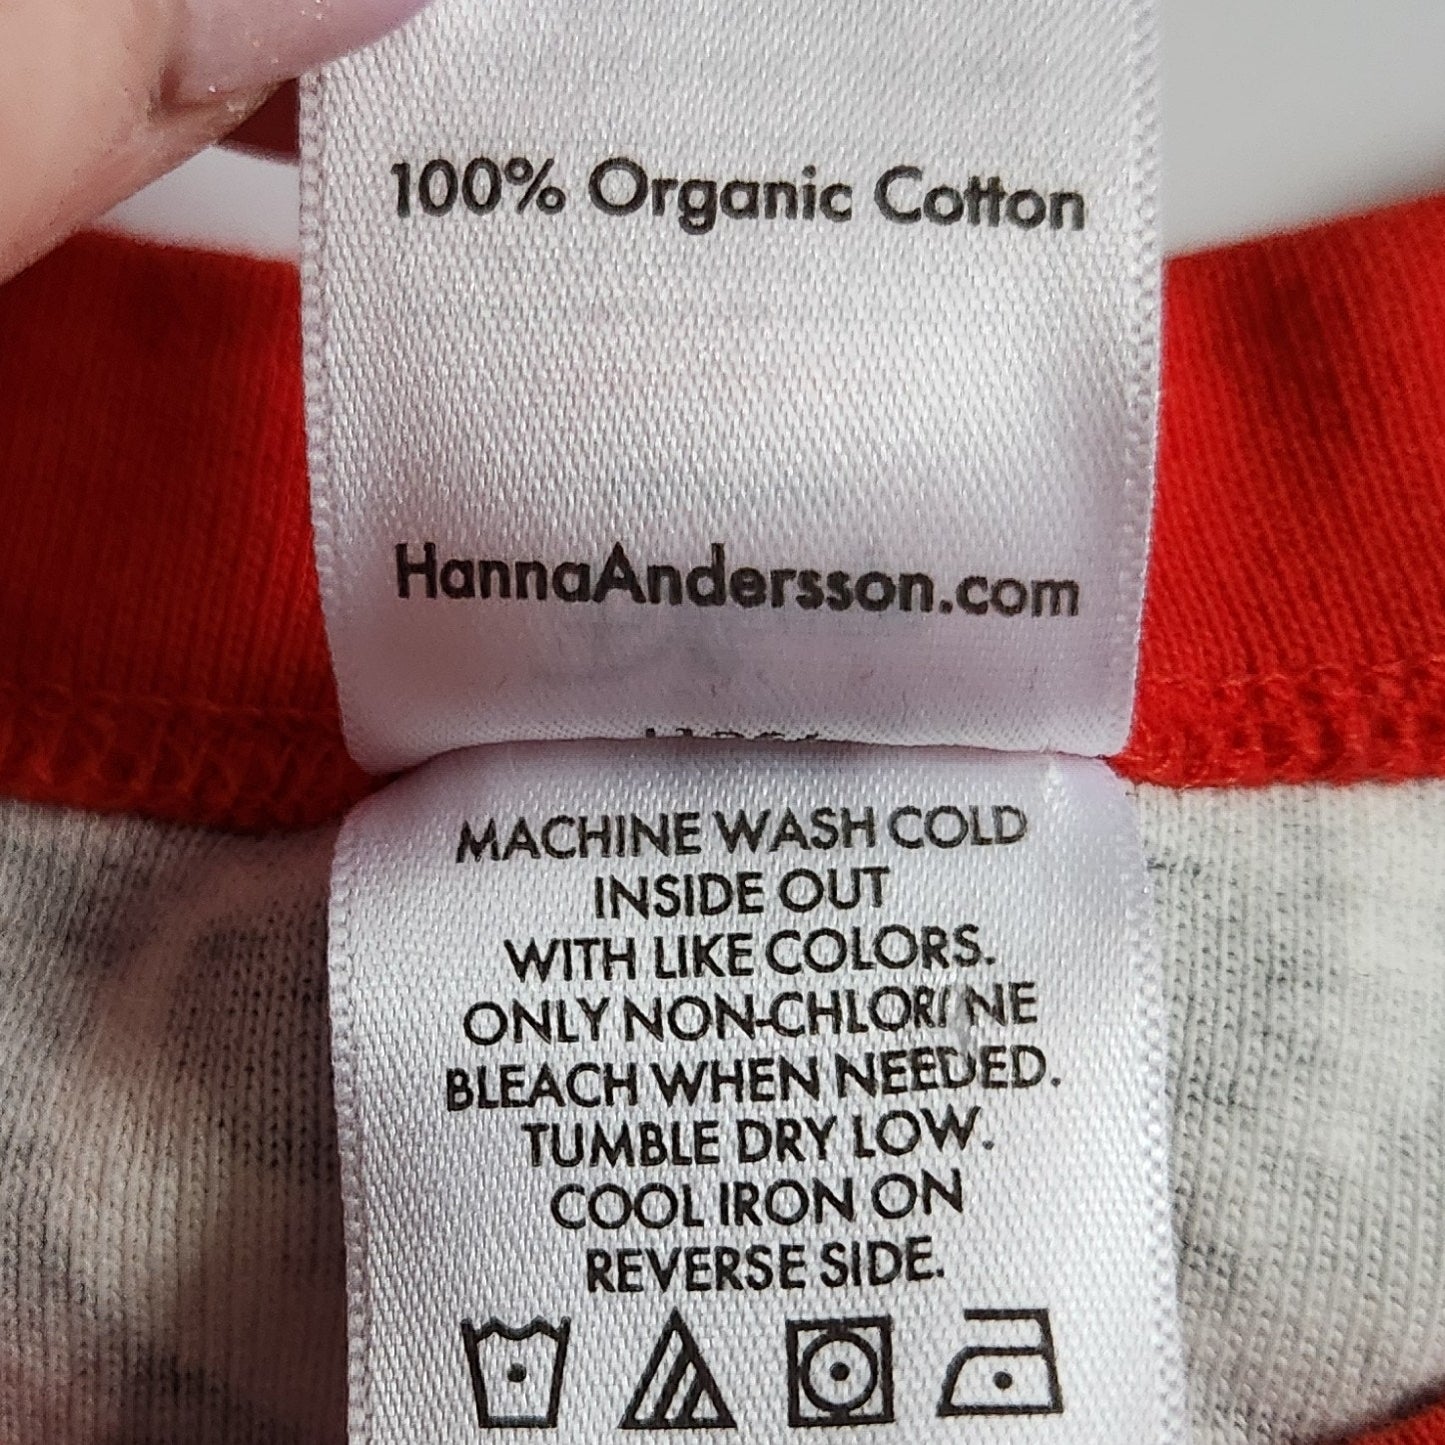 100% Organic Cotton
HannaAndersson.com
MACHINE WASH COLD
INSIDE OUT
WITH LIKE COLORS.
ONLY NON-CHLORINE
BLEACH WHEN NEEDED.
TUMBLE DRY LOW.
COOL IRON ON
REVERSE SIDE.